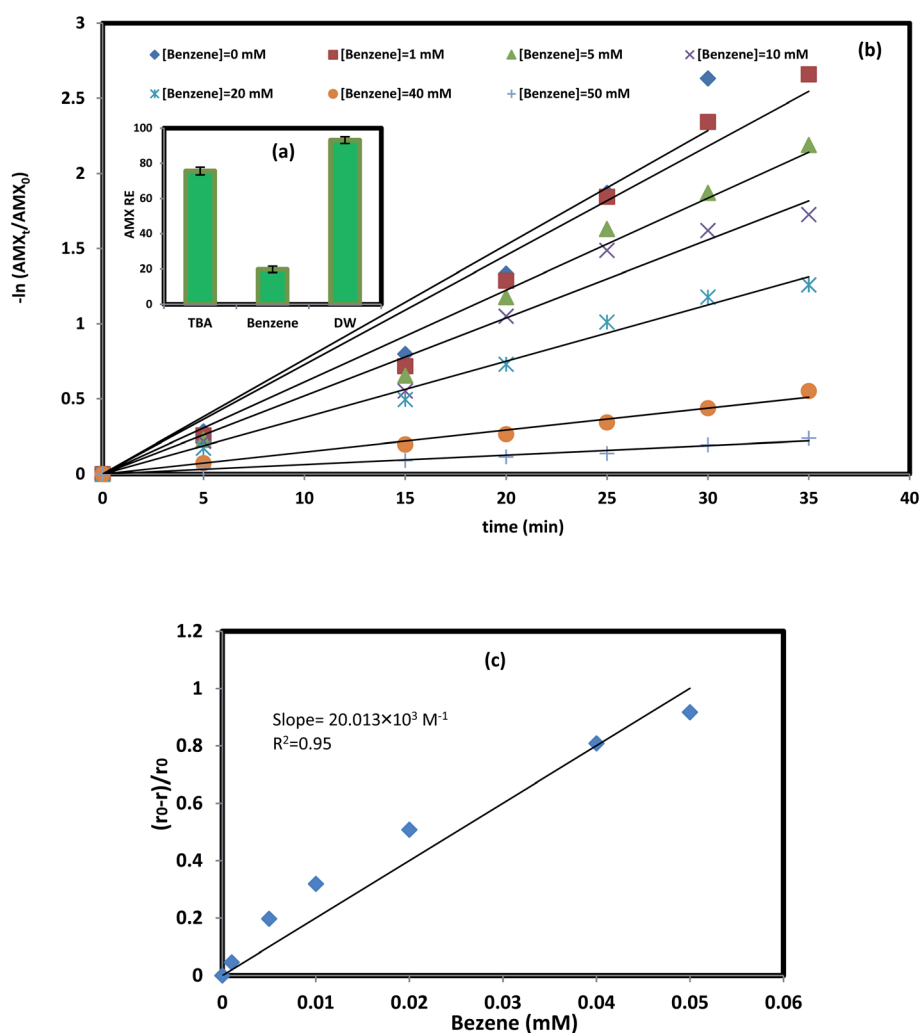 (b)
[Benzene]=0 mM [Benzene]=1 mM [Benzene]=5 mM [Benzene]=10 mM
[Benzene]=20 mM [Benzene]=40 mM [Benzene]=50 mM
-ln (AMXt/AMX0)
3
2.5
2
1.5
1
0.5
0
0 5 10 15 20 25 30 35 40
time (min)
(a)
AMX RE
100
80
60
40
20
0
TBA Benzene DW
(c)
Slope= 20.013×10³ M⁻¹
R²=0.95
(r0-r)/r0
1.2
1
0.8
0.6
0.4
0.2
0
0 0.01 0.02 0.03 0.04 0.05 0.06
Bezene (mM)